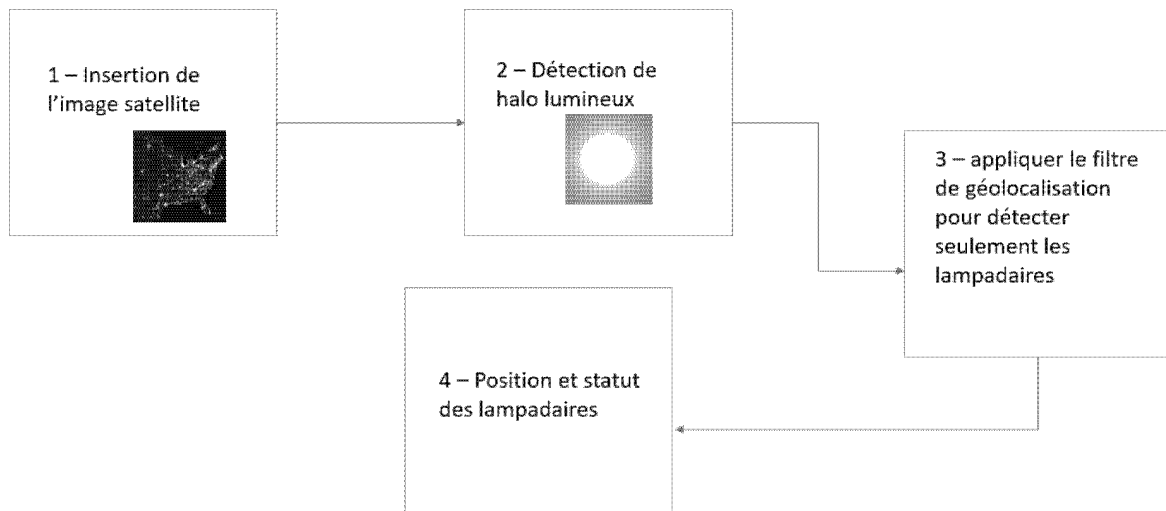 1 – Insertion de
l'image satellite
2 – Détection de
halo lumineux
3 – appliquer le filtre
de géolocalisation
pour détecter
seulement les
lampadaires
4 – Position et statut
des lampadaires